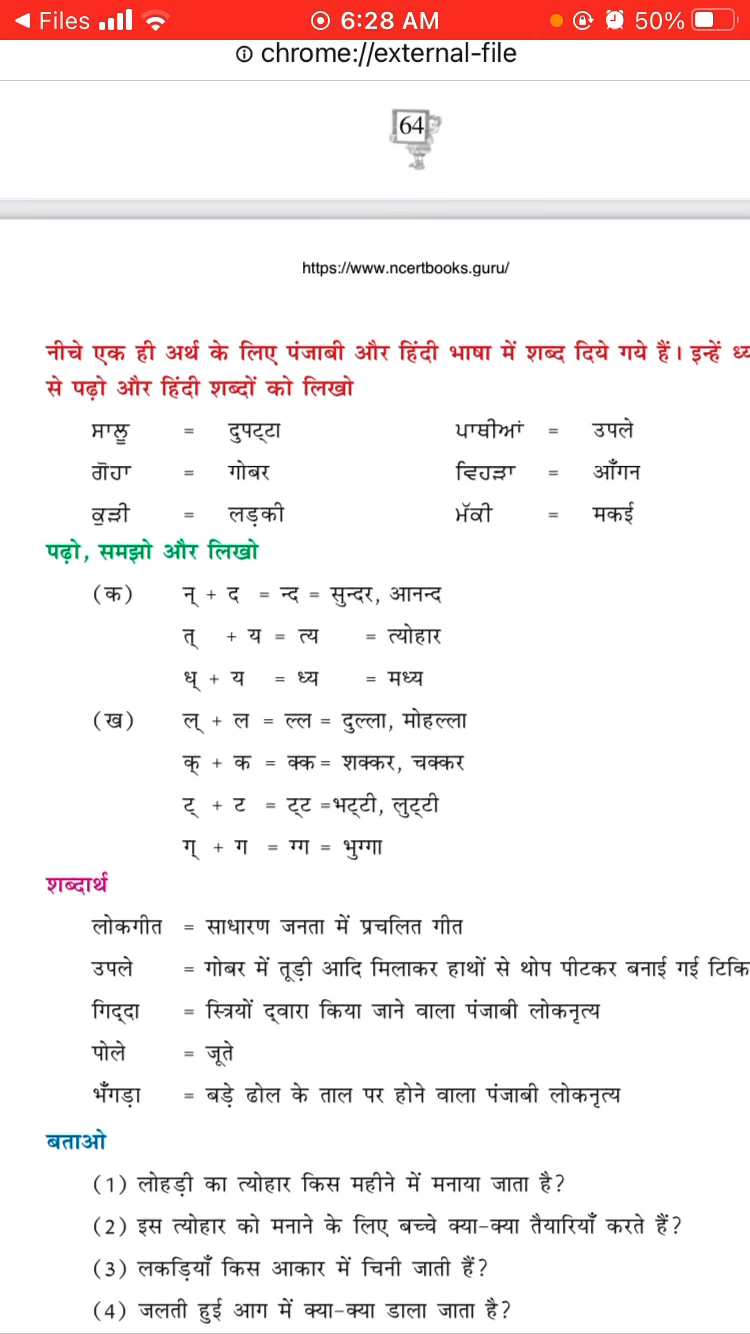 Files 6:28 AM 50%
chrome://external-file
64
https://www.ncertbooks.guru/
नीचे एक ही अर्थ के लिए पंजाबी और हिंदी भाषा में शब्द दिये गये हैं। इन्हें ध्य
से पढ़ो और हिंदी शब्दों को लिखो
ਸਾਲੂ = दुपट्टा ਪਾਥੀਆਂ = उपले
ਗੋਹਾ = गोबर ਵਿਹੜਾ = आँगन
ਕੁੜੀ = लड़की ਮੱਕੀ = मकई
पढ़ो, समझो और लिखो
(क) न् + द = न्द = सुन्दर, आनन्द
त् + य = त्य = त्योहार
ध् + य = ध्य = मध्य
(ख) ल् + ल = ल्ल = दुल्ला, मोहल्ला
क् + क = क्क = शक्कर, चक्कर
ट् + ट = ट्ट =भट्टी, लुट्टी
ग् + ग = ग्ग = भुग्गा
शब्दार्थ
लोकगीत = साधारण जनता में प्रचलित गीत
उपले = गोबर में तूड़ी आदि मिलाकर हाथों से थोप पीटकर बनाई गई टिकि
गिद्दा = स्त्रियों द्वारा किया जाने वाला पंजाबी लोकनृत्य
पोले = जूते
भँगड़ा = बड़े ढोल के ताल पर होने वाला पंजाबी लोकनृत्य
बताओ
(1) लोहड़ी का त्योहार किस महीने में मनाया जाता है?
(2) इस त्योहार को मनाने के लिए बच्चे क्या-क्या तैयारियाँ करते हैं?
(3) लकड़ियाँ किस आकार में चिनी जाती हैं?
(4) जलती हुई आग में क्या-क्या डाला जाता है?